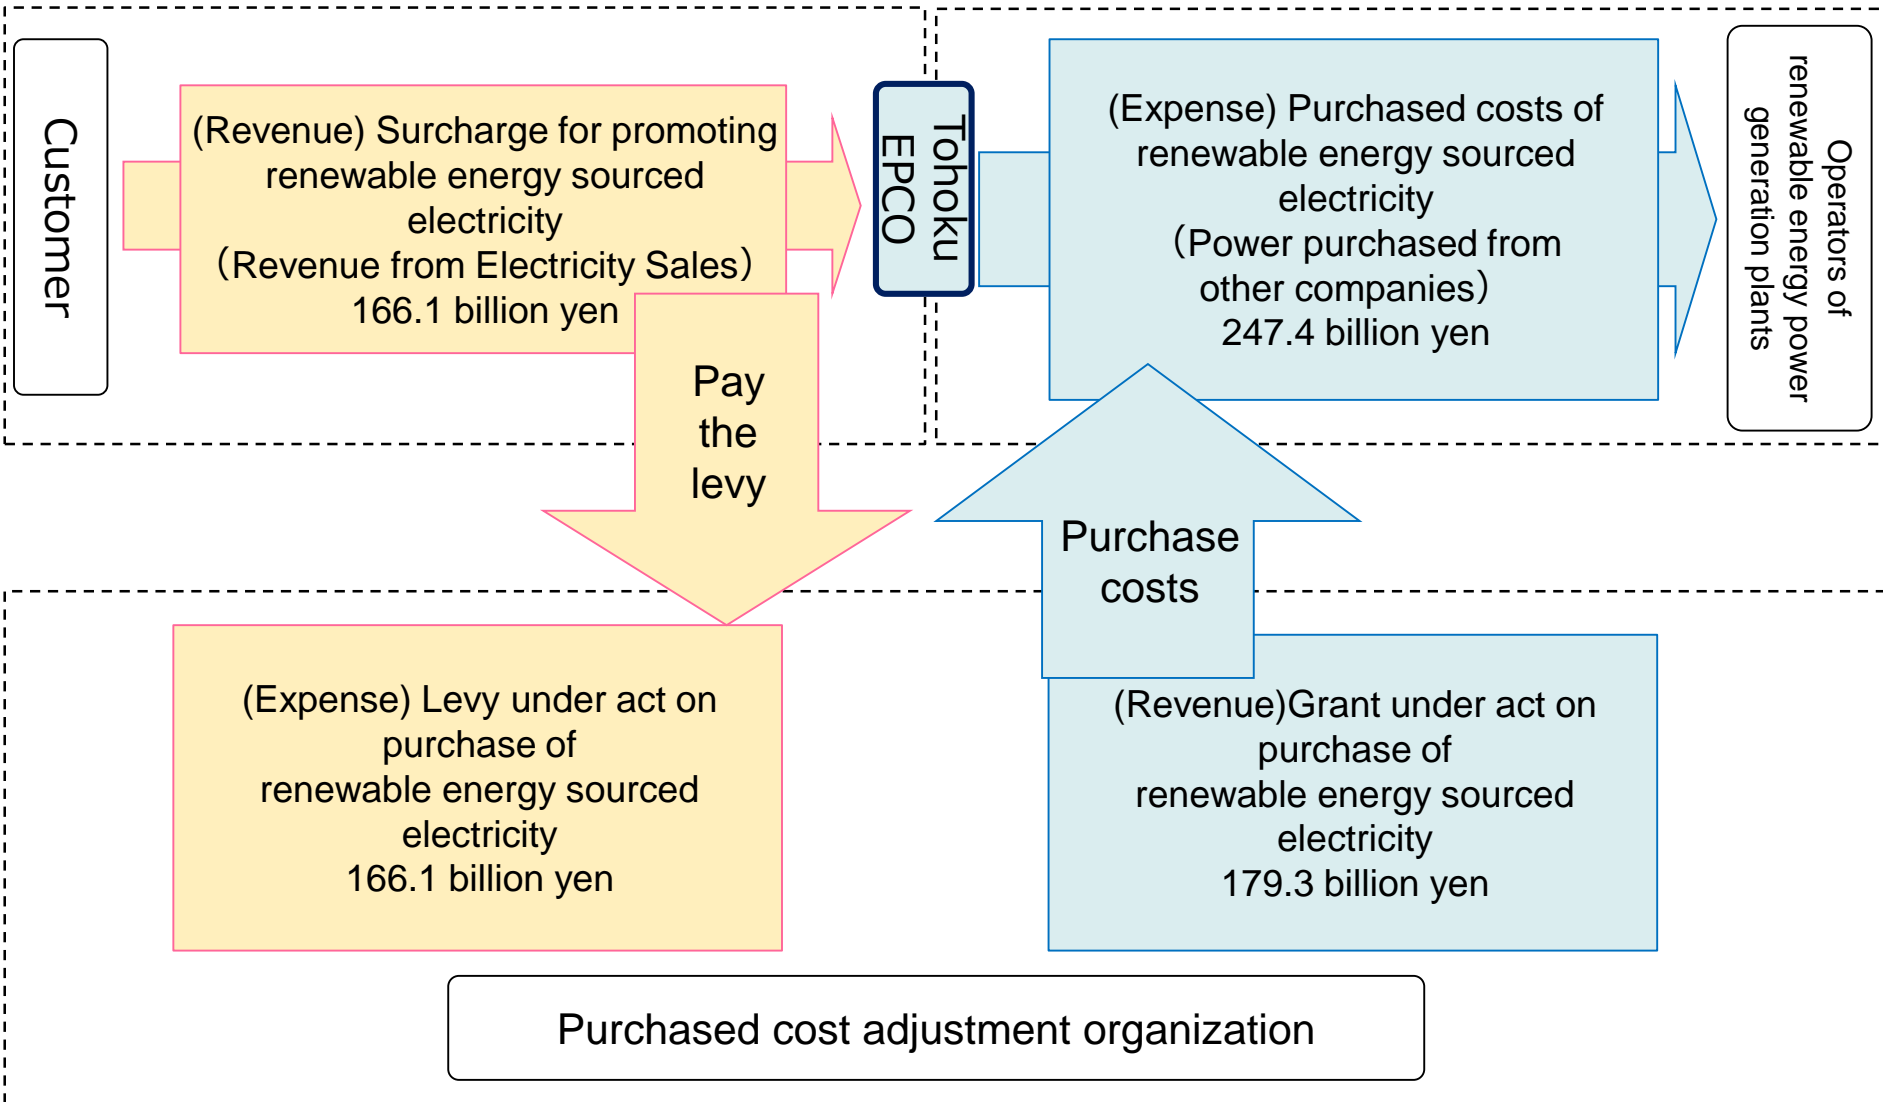 Customer
(Revenue) Surcharge for promoting
renewable energy sourced
electricity
（Revenue from Electricity Sales）
166.1 billion yen
Tohoku
EPCO
(Expense) Purchased costs of
renewable energy sourced
electricity
（Power purchased from
other companies）
247.4 billion yen
Operators of
renewable energy power
generation plants
Pay
the
levy
Purchase
costs
(Expense) Levy under act on
purchase of
renewable energy sourced
electricity
166.1 billion yen
(Revenue)Grant under act on
purchase of
renewable energy sourced
electricity
179.3 billion yen
Purchased cost adjustment organization